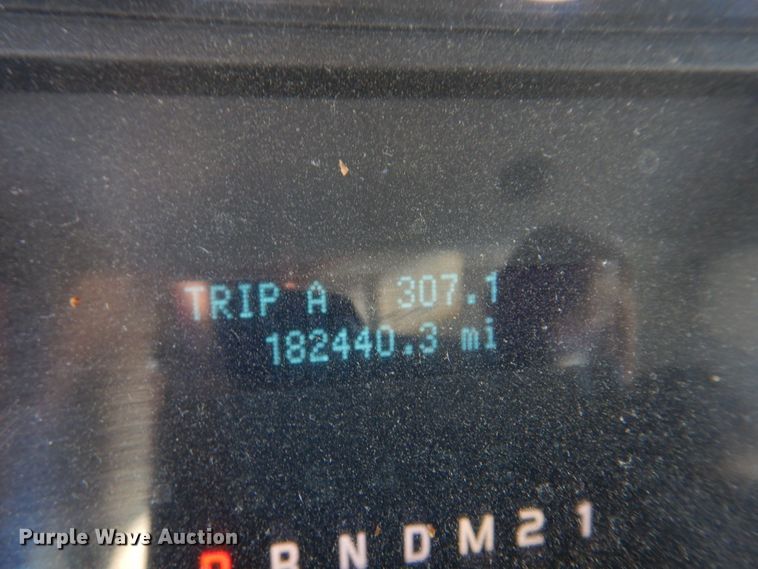 TRIP A 307.1
182440.3 mi
P R N D M 2 1
Purple Wave Auction